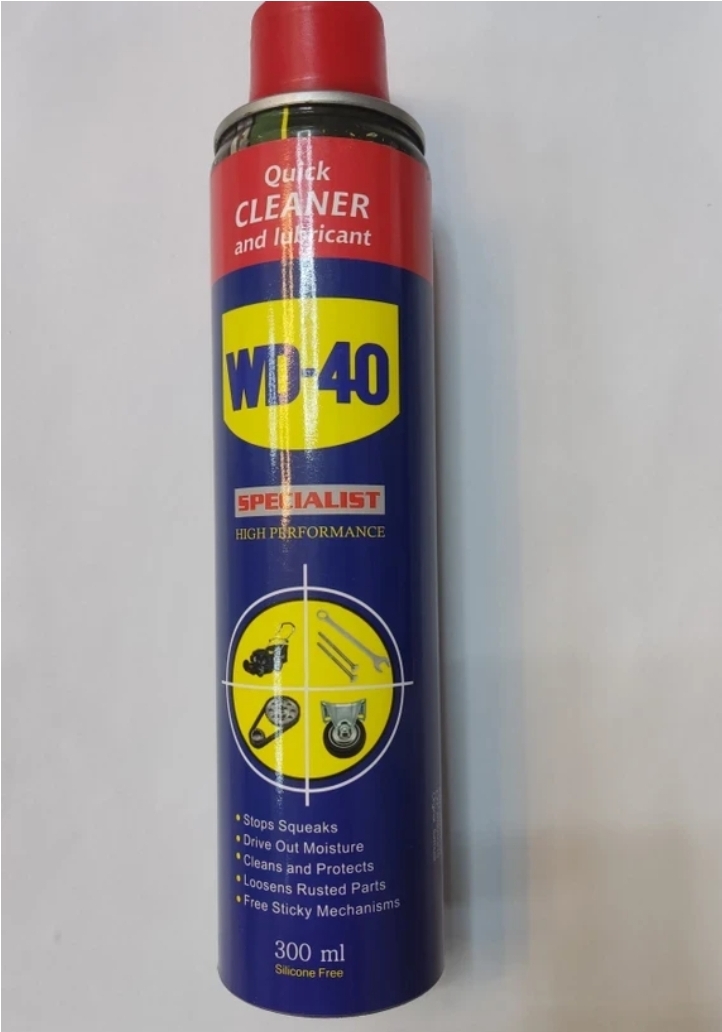 Quick
CLEANER
and lubricant
WD-40
SPECIALIST
HIGH PERFORMANCE
• Stops Squeaks
• Drive Out Moisture
• Cleans and Protects
• Loosens Rusted Parts
• Free Sticky Mechanisms
300 ml
Silicone Free